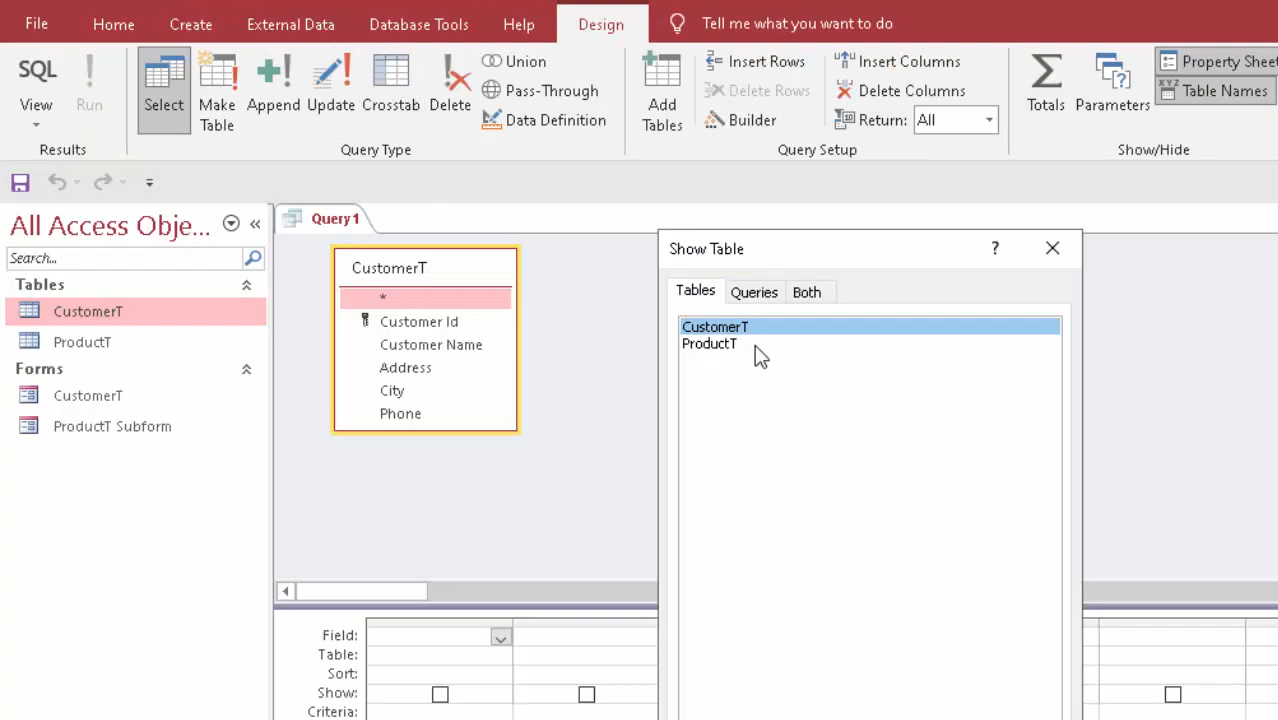 File Home Create External Data Database Tools Help Design Tell me what you want to do
SQL
View
Run
Select
Make
Table
Append
Update
Crosstab
Delete
Union
Pass-Through
Data Definition
Add
Tables
Insert Rows
Delete Rows
Builder
Insert Columns
Delete Columns
Return: All
Totals
Parameters
Property Sheet
XYZ Table Names
Results
Query Type
Query Setup
Show/Hide
All Access Obje...
Search...
Tables
CustomerT
ProductT
Forms
CustomerT
ProductT Subform
Query1
CustomerT
*
Customer Id
Customer Name
Address
City
Phone
Show Table ?
Tables Queries Both
CustomerT
ProductT
Field:
Table:
Sort:
Show:
Criteria: